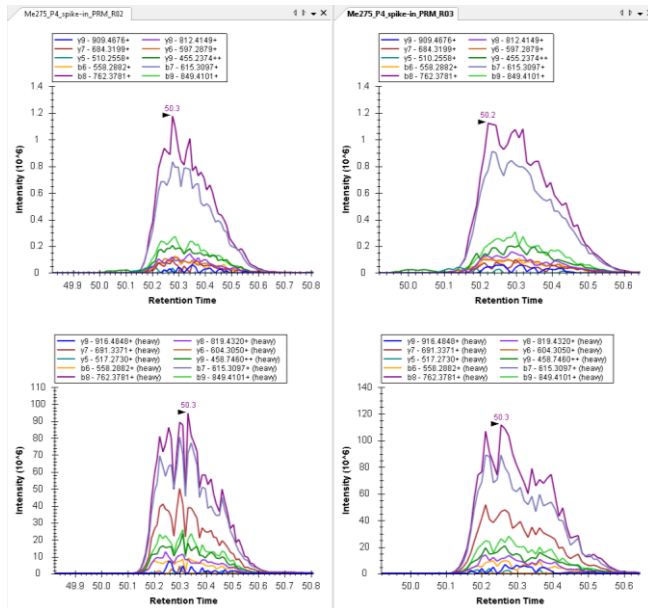 Me275_P4_spike-in_PRM_R02
y9 - 909.4676+ y8 - 812.4149+
y7 - 684.3199+ y6 - 597.2879+
y5 - 510.2558+ y9 - 455.2374++
b6 - 558.2882+ b7 - 615.3097+
b8 - 762.3781+ b9 - 849.4101+
50.3
1.4
1.2
1
0.8
0.6
0.4
0.2
0
Intensity (10^6)
49.9 50.0 50.1 50.2 50.3 50.4 50.5 50.6 50.7 50.8
Retention Time
Me275_P4_spike-in_PRM_R03
y9 - 909.4676+ y8 - 812.4149+
y7 - 684.3199+ y6 - 597.2879+
y5 - 510.2558+ y9 - 455.2374++
b6 - 558.2882+ b7 - 615.3097+
b8 - 762.3781+ b9 - 849.4101+
50.2
1.4
1.2
1
0.8
0.6
0.4
0.2
0
Intensity (10^6)
50.0 50.1 50.2 50.3 50.4 50.5 50.6
Retention Time
y9 - 916.4848+ (heavy) y8 - 819.4320+ (heavy)
y7 - 691.3371+ (heavy) y6 - 604.3050+ (heavy)
y5 - 517.2730+ (heavy) y9 - 458.7460++ (heavy)
b6 - 558.2882+ (heavy) b7 - 615.3097+ (heavy)
b8 - 762.3781+ (heavy) b9 - 849.4101+ (heavy)
50.3
110
100
90
80
70
60
50
40
30
20
10
0
Intensity (10^6)
49.9 50.0 50.1 50.2 50.3 50.4 50.5 50.6 50.7 50.8
Retention Time
y9 - 916.4848+ (heavy) y8 - 819.4320+ (heavy)
y7 - 691.3371+ (heavy) y6 - 604.3050+ (heavy)
y5 - 517.2730+ (heavy) y9 - 458.7460++ (heavy)
b6 - 558.2882+ (heavy) b7 - 615.3097+ (heavy)
b8 - 762.3781+ (heavy) b9 - 849.4101+ (heavy)
50.3
140
120
100
80
60
40
20
0
Intensity (10^6)
50.0 50.1 50.2 50.3 50.4 50.5 50.6
Retention Time